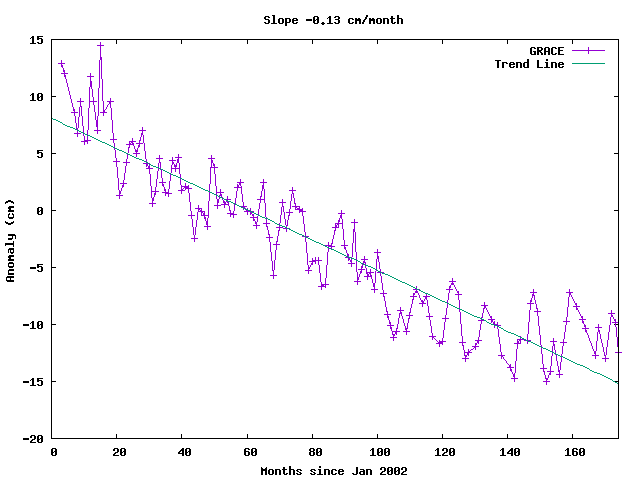 Slope -0.13 cm/month
GRACE
Trend Line
15
10
5
0
-5
-10
-15
-20
Anomaly (cm)
0 20 40 60 80 100 120 140 160
Months since Jan 2002